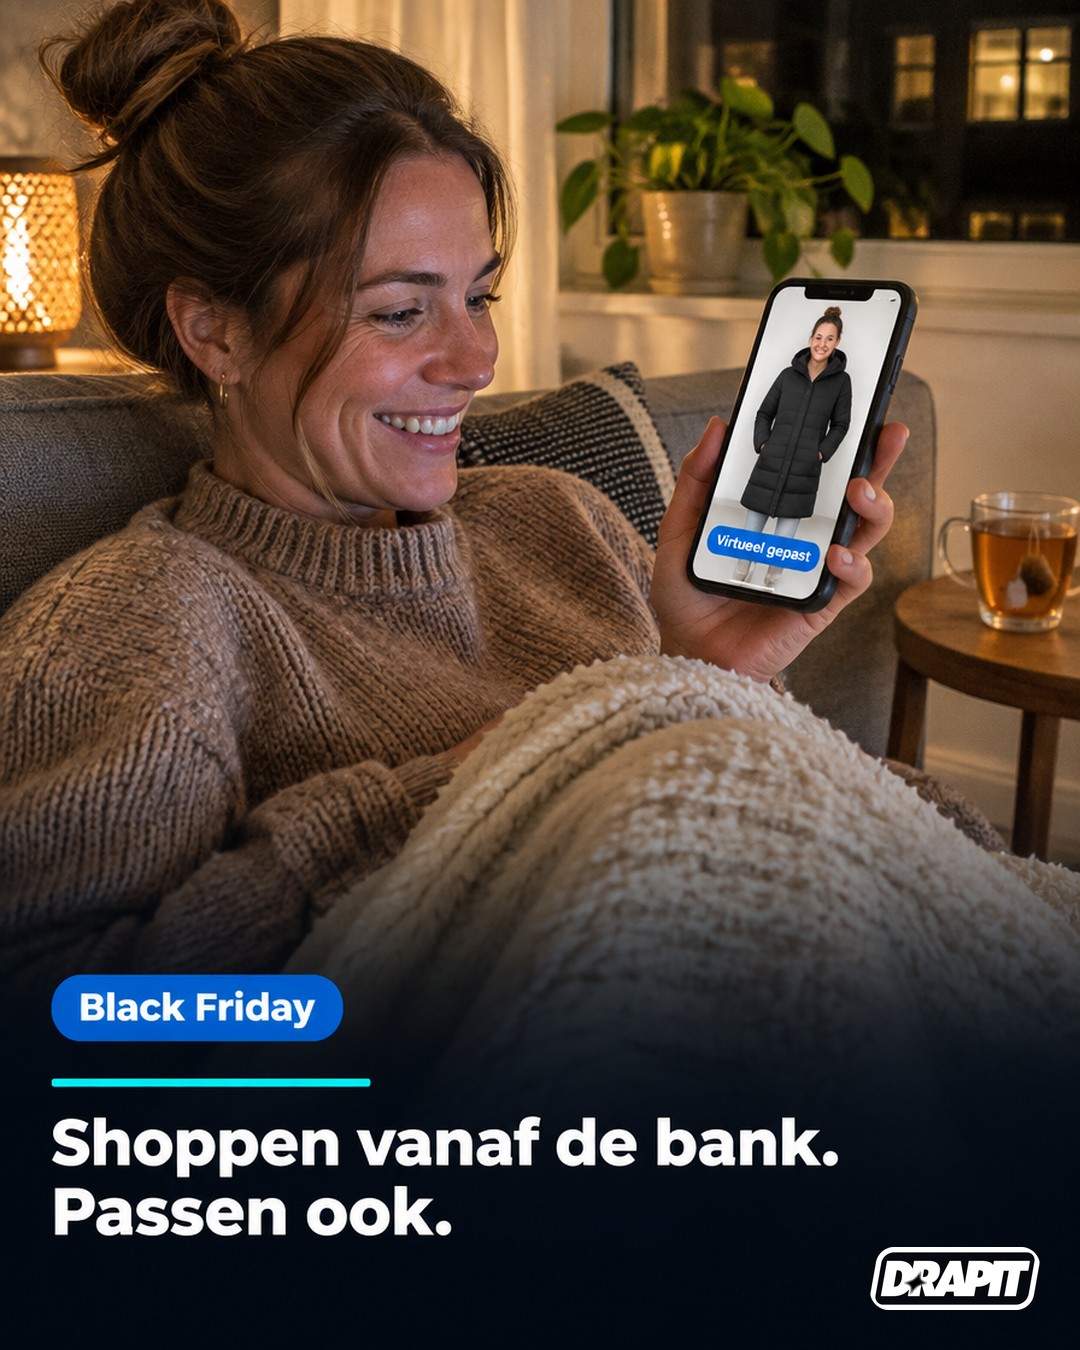 Virtueel gepast
Black Friday
Shoppen vanaf de bank.
Passen ook.
DRAPIT